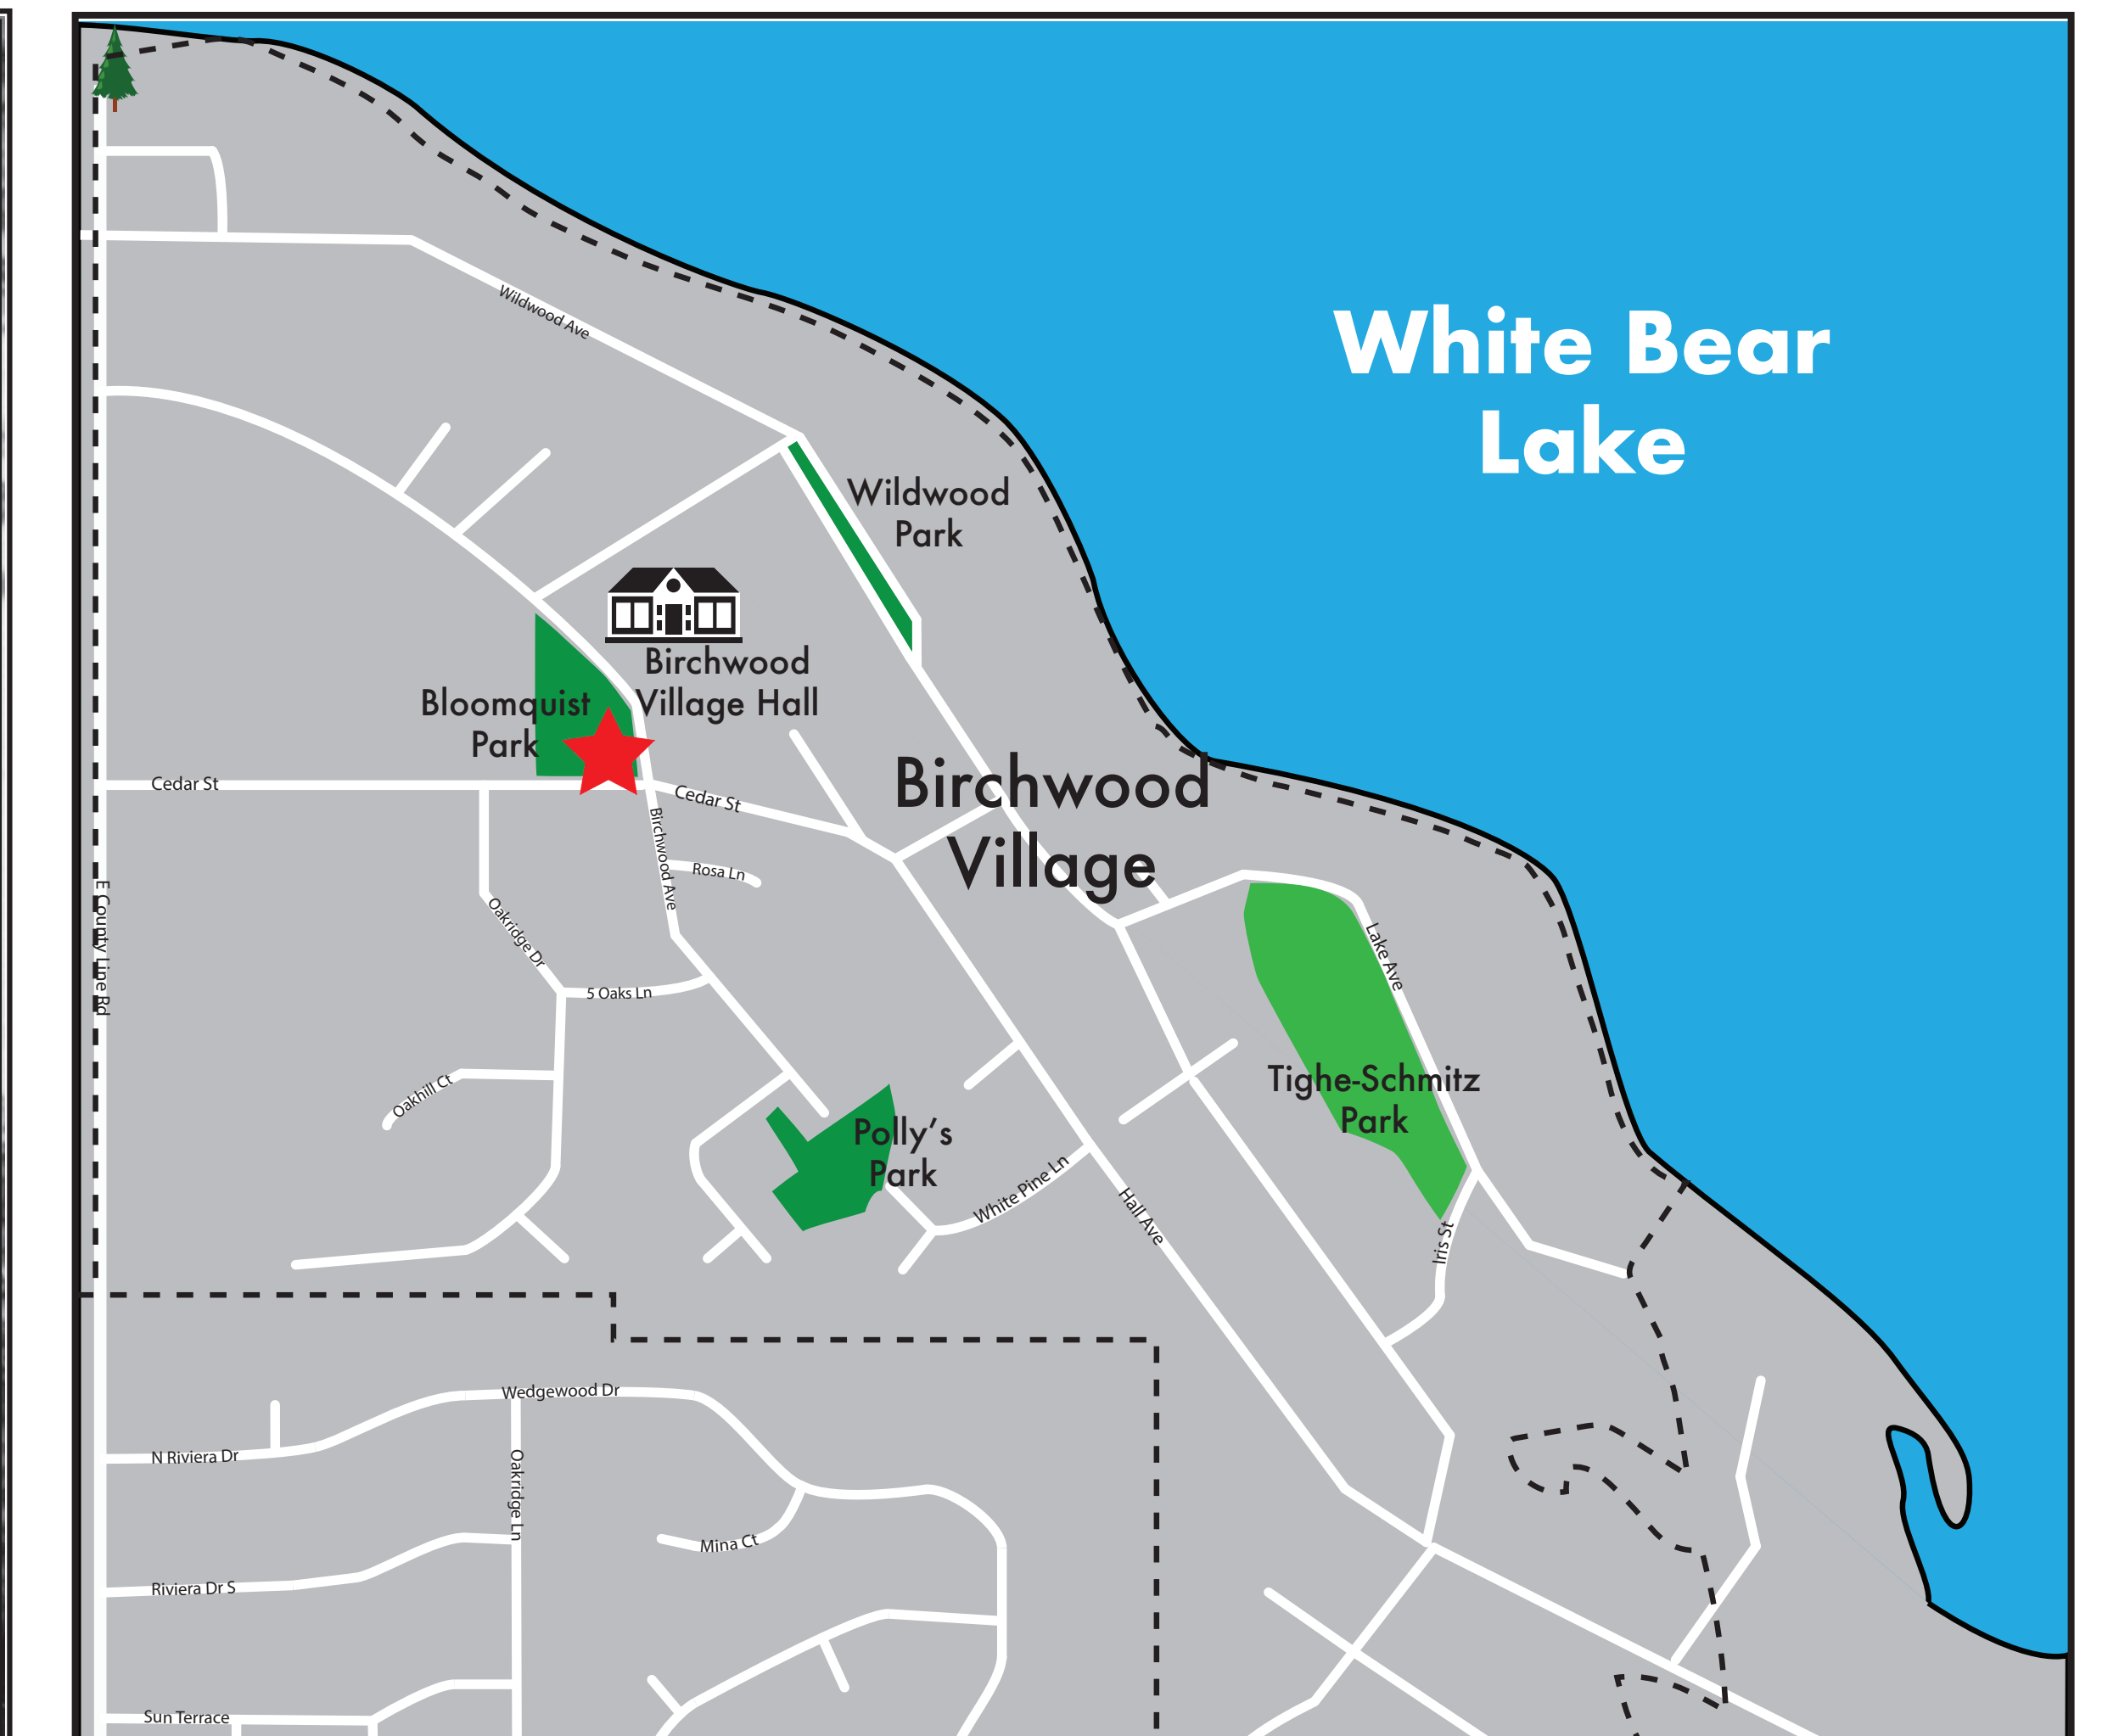 White Bear
Lake
Wildwood Ave
Wildwood
Park
Birchwood
Village Hall
Bloomquist
Park
Cedar St
Cedar St
Birchwood
Village
Birchwood Ave
Rosa Ln
E County Line Rd
Oakridge Dr
5 Oaks Ln
Lake Ave
Oakhill Ct
Tighe-Schmitz
Park
Polly's
Park
White Pine Ln
Hall Ave
Iris St
Wedgewood Dr
N Riviera Dr
Oakridge Ln
Mina Ct
Riviera Dr S
Sun Terrace